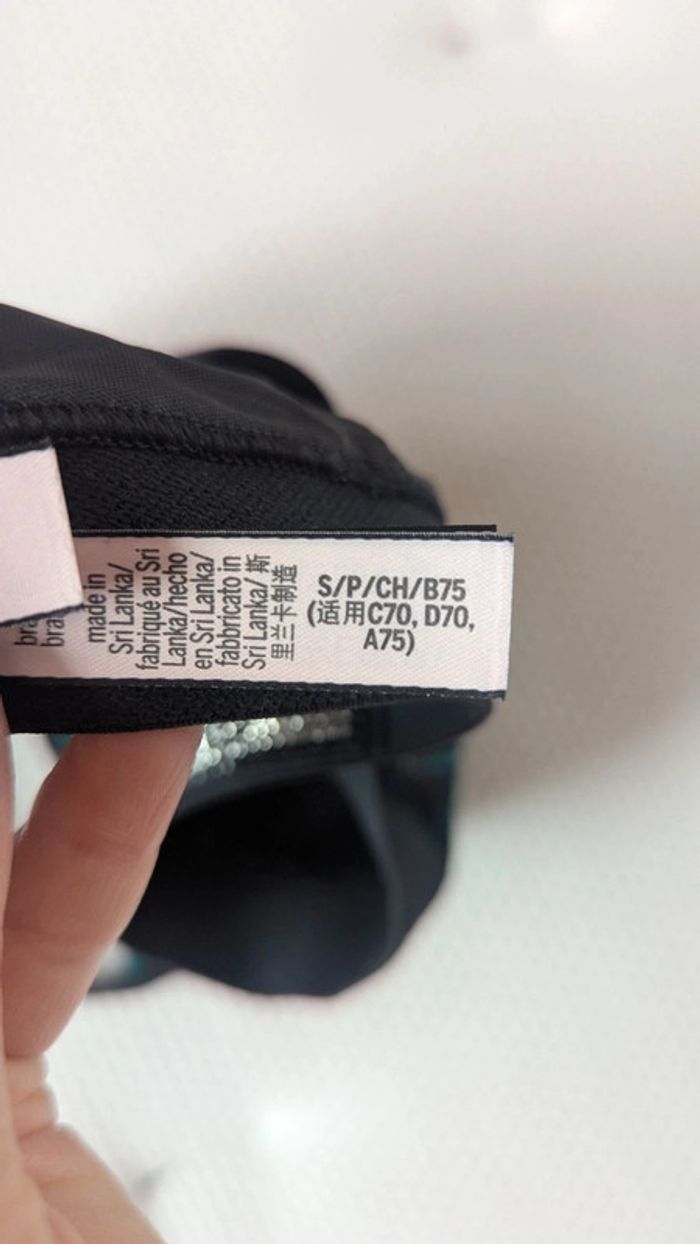 made in
Sri Lanka/
fabriqué au Sri
Lanka/hecho
en Sri Lanka/
fabbricato in
Sri Lanka/ 斯
里兰卡制造
S/P/CH/B75
(适用C70, D70,
A75)